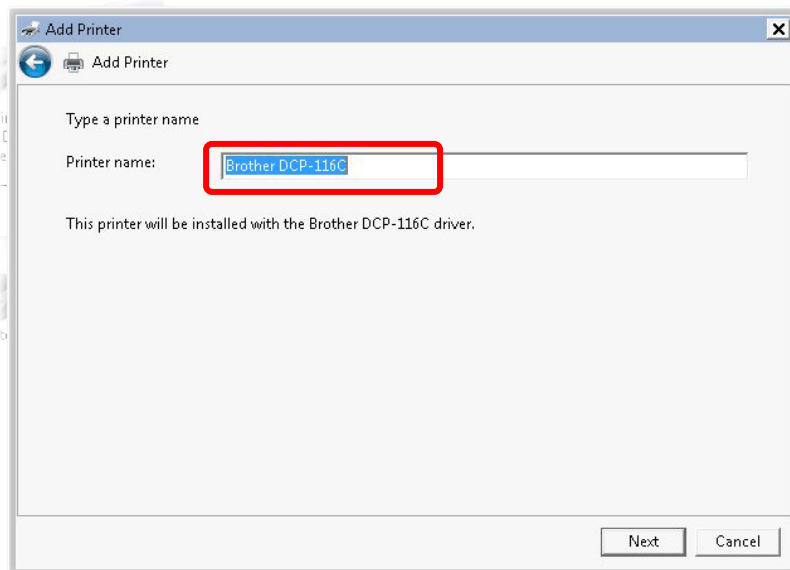 Add Printer
Add Printer
Type a printer name
Printer name: Brother DCP-116C
This printer will be installed with the Brother DCP-116C driver.
Next Cancel